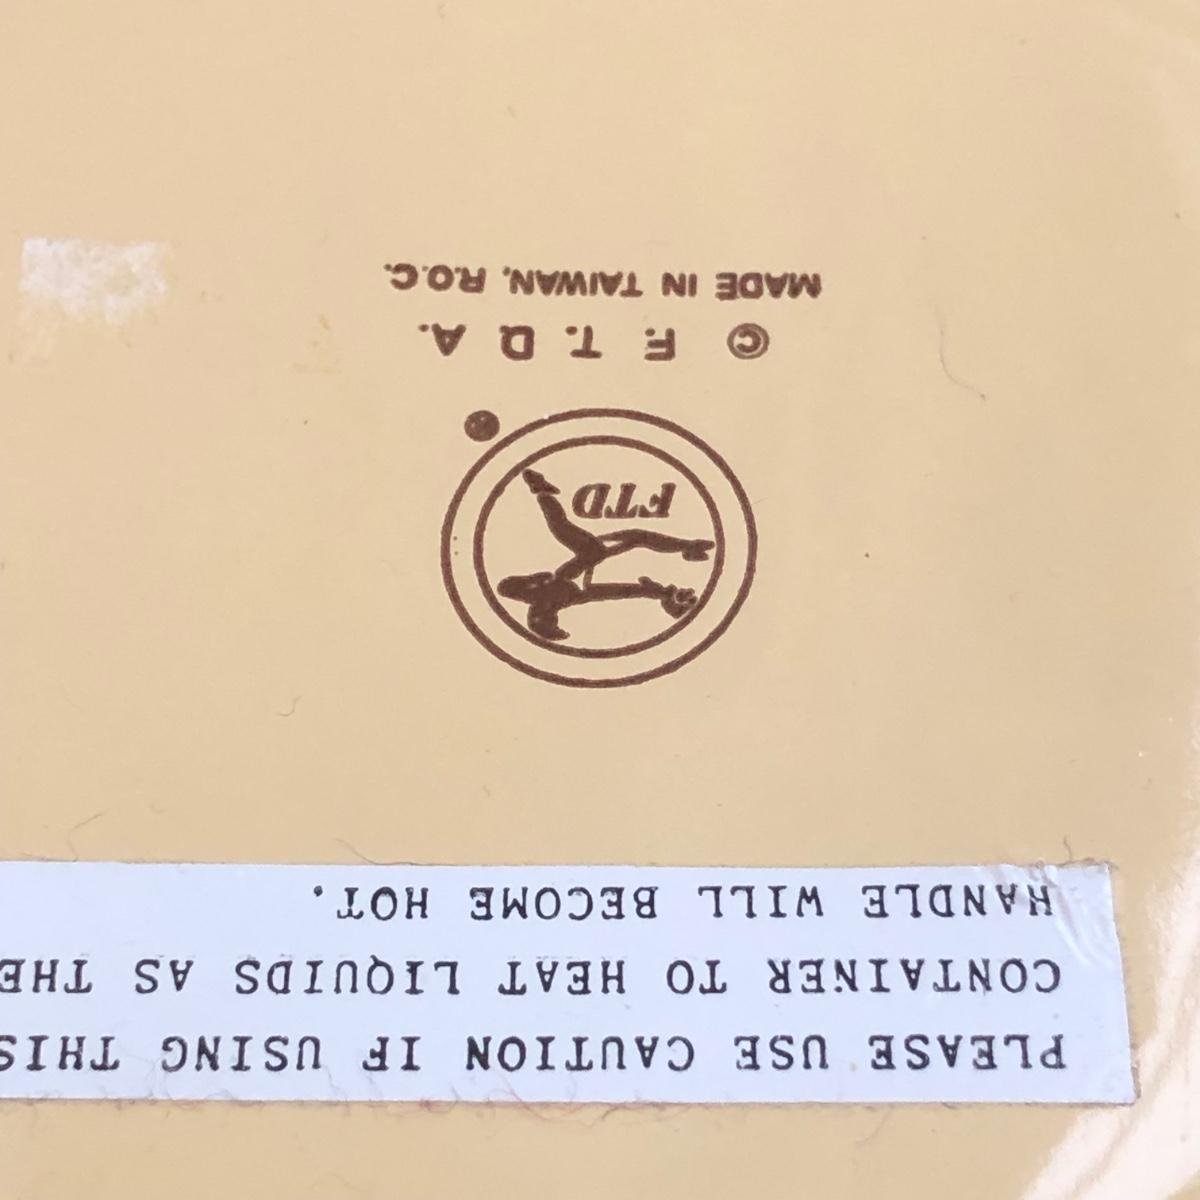 PLEASE USE CAUTION IF USING THIS
CONTAINER TO HEAT LIQUIDS AS THE
HANDLE WILL BECOME HOT.
FTD
© F. T. D A.
MADE IN TAIWAN, R.O.C.